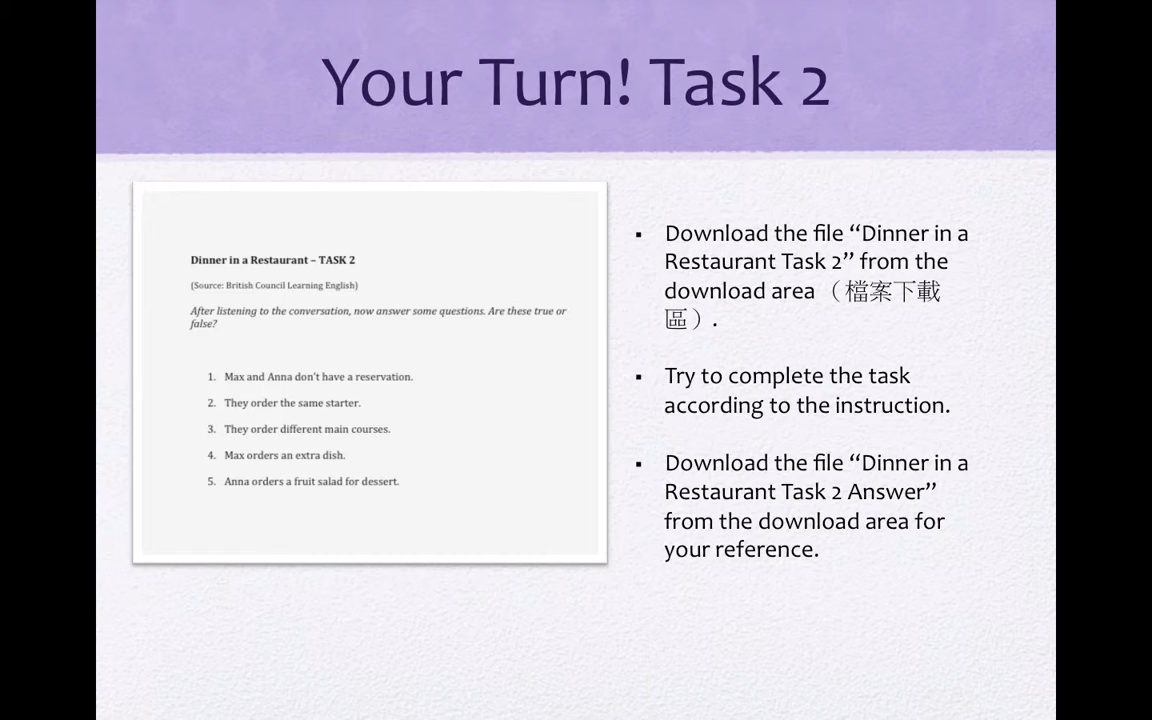 Your Turn! Task 2
Dinner in a Restaurant – TASK 2
(Source: British Council Learning English)
After listening to the conversation, now answer some questions. Are these true or
false?
1. Max and Anna don't have a reservation.
2. They order the same starter.
3. They order different main courses.
4. Max orders an extra dish.
5. Anna orders a fruit salad for dessert.
▪ Download the file “Dinner in a
Restaurant Task 2” from the
download area （檔案下載
區）.
▪ Try to complete the task
according to the instruction.
▪ Download the file “Dinner in a
Restaurant Task 2 Answer”
from the download area for
your reference.